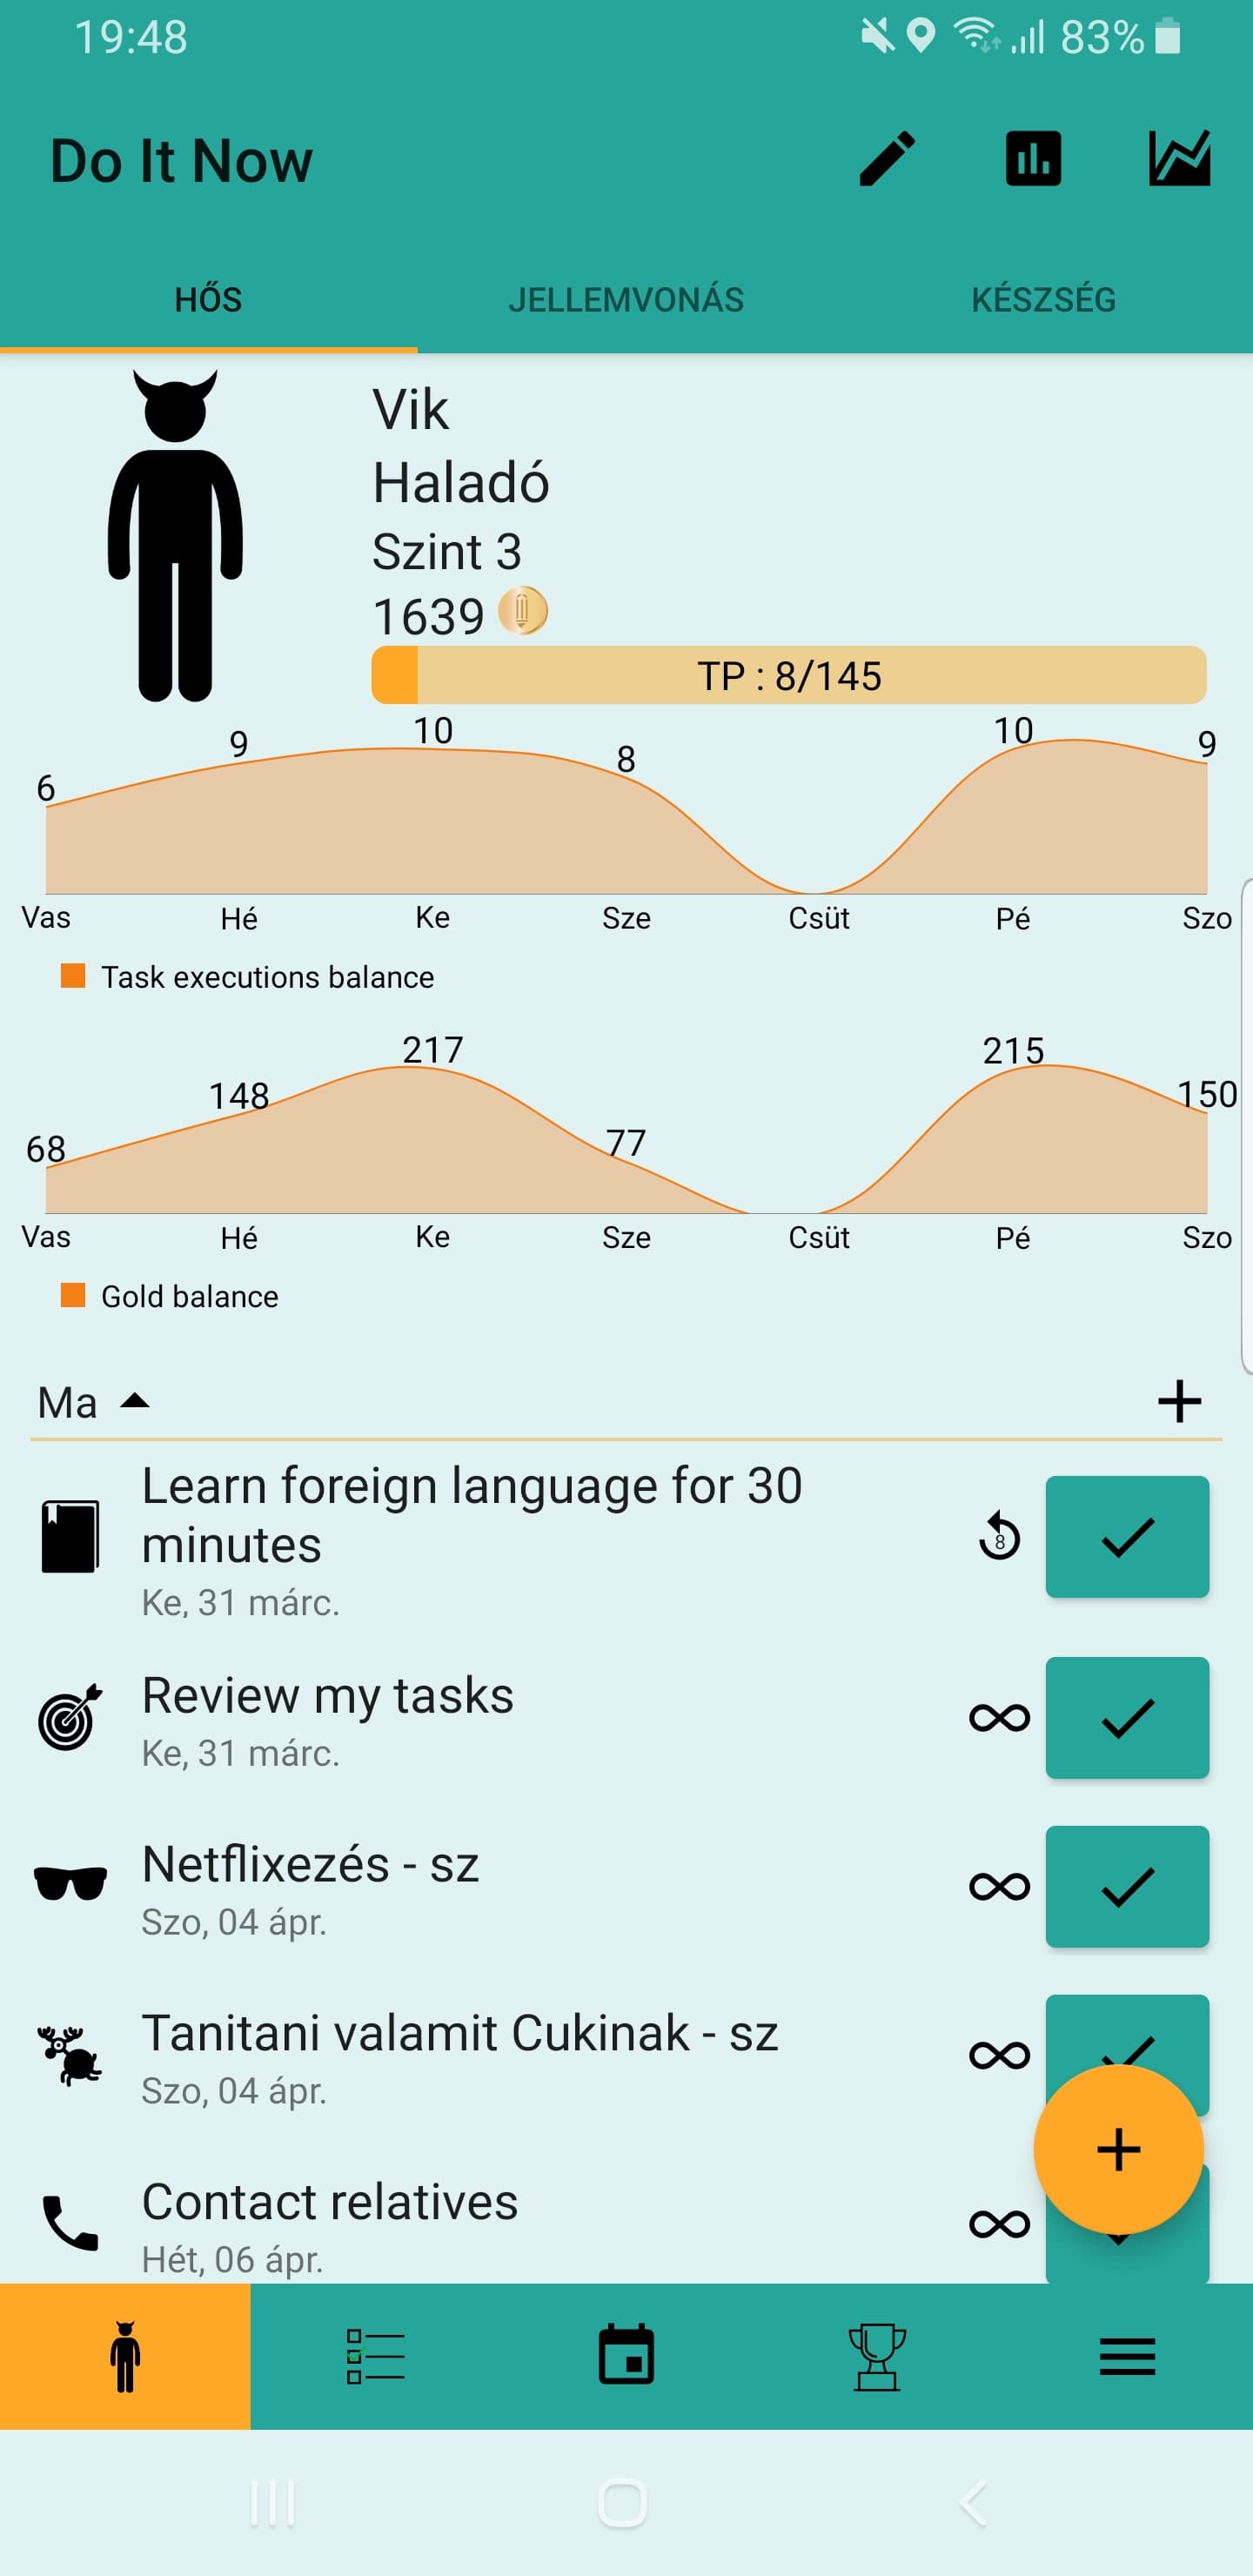 19:48
83%
Do It Now
HŐS
JELLEMVONÁS
KÉSZSÉG
Vik
Haladó
Szint 3
1639
TP : 8/145
6
9
10
8
10
9
Vas
Hé
Ke
Sze
Csüt
Pé
Szo
Task executions balance
68
148
217
77
215
150
Vas
Hé
Ke
Sze
Csüt
Pé
Szo
Gold balance
Ma
Learn foreign language for 30
minutes
Ke, 31 márc.
8
Review my tasks
Ke, 31 márc.
Netflixezés - sz
Szo, 04 ápr.
Tanitani valamit Cukinak - sz
Szo, 04 ápr.
Contact relatives
Hét, 06 ápr.